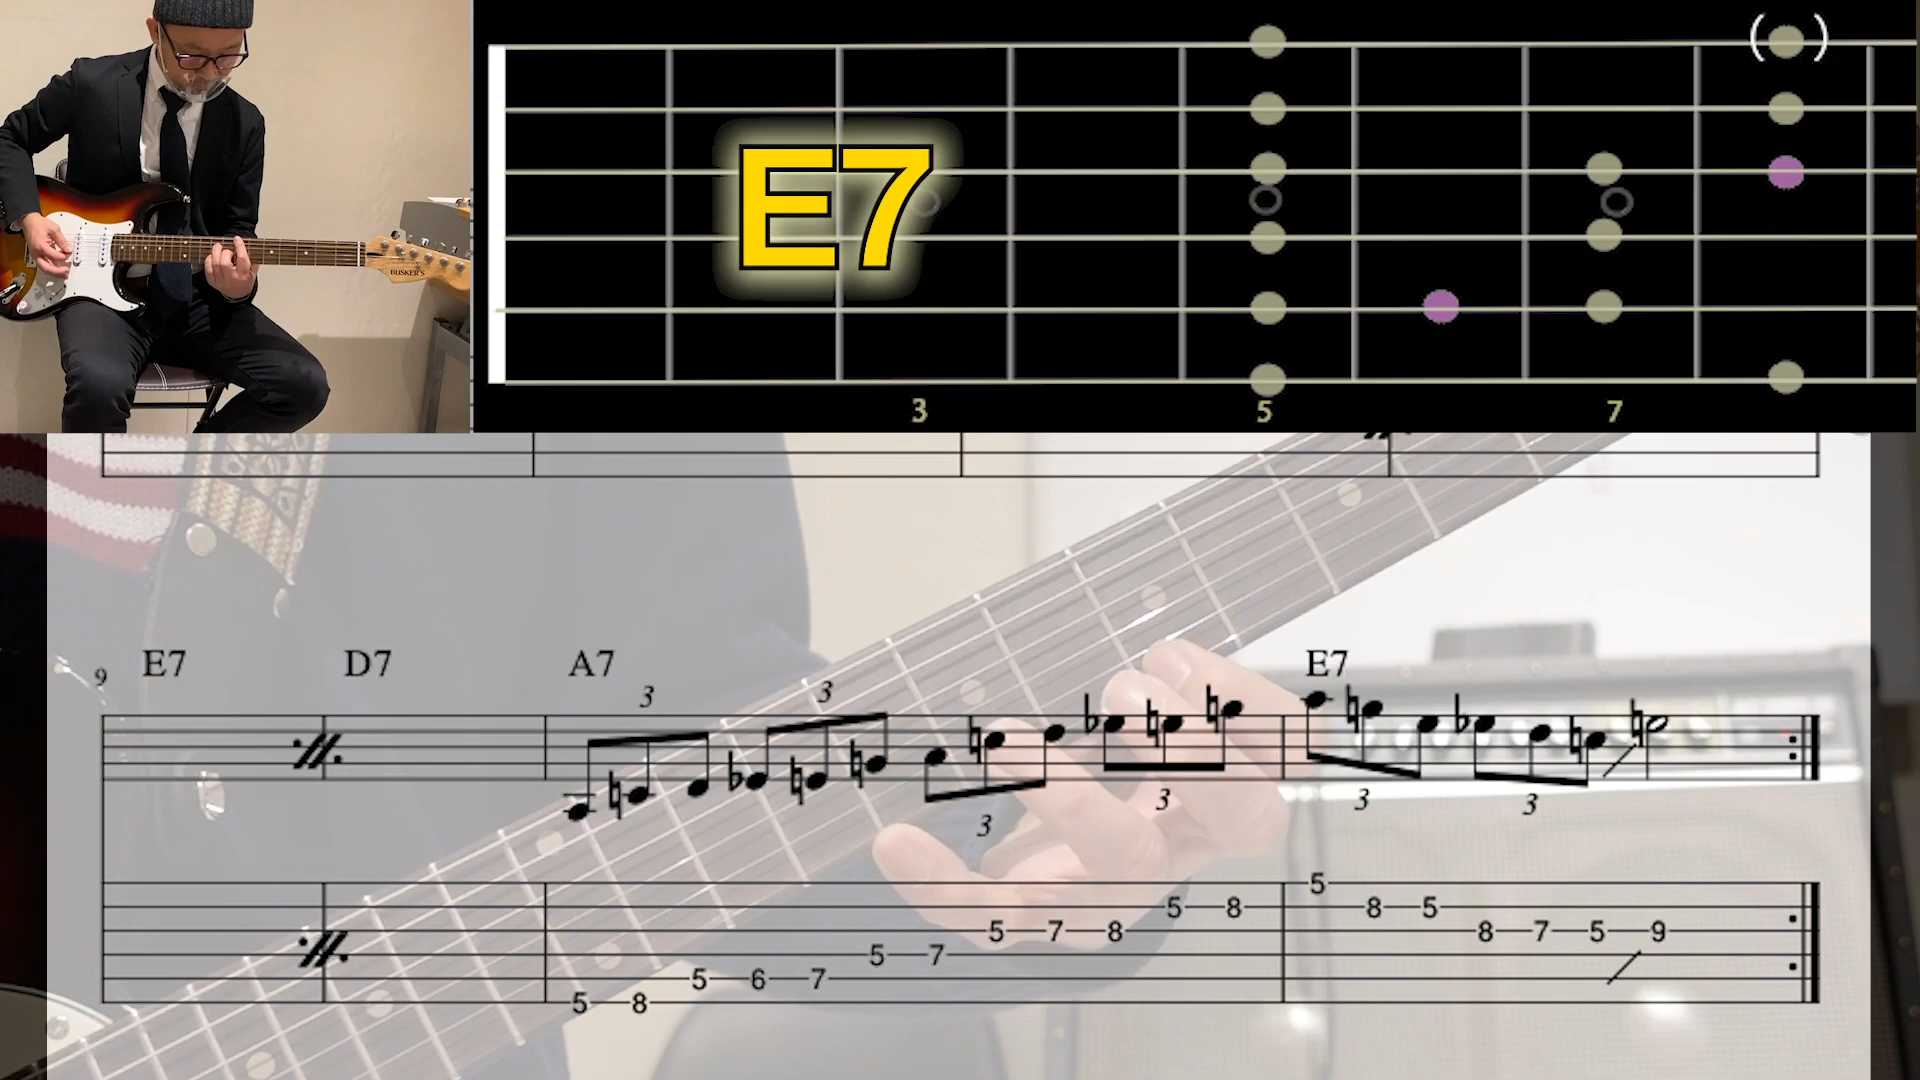 ( )
E7
BUSKER'S
3 5 7
9 E7 D7 A7 E7
3 3
3 3 3 3
5
5 8 5 8 5
5 7 8 8 7 5 9
5 7
5 6 7
5 8